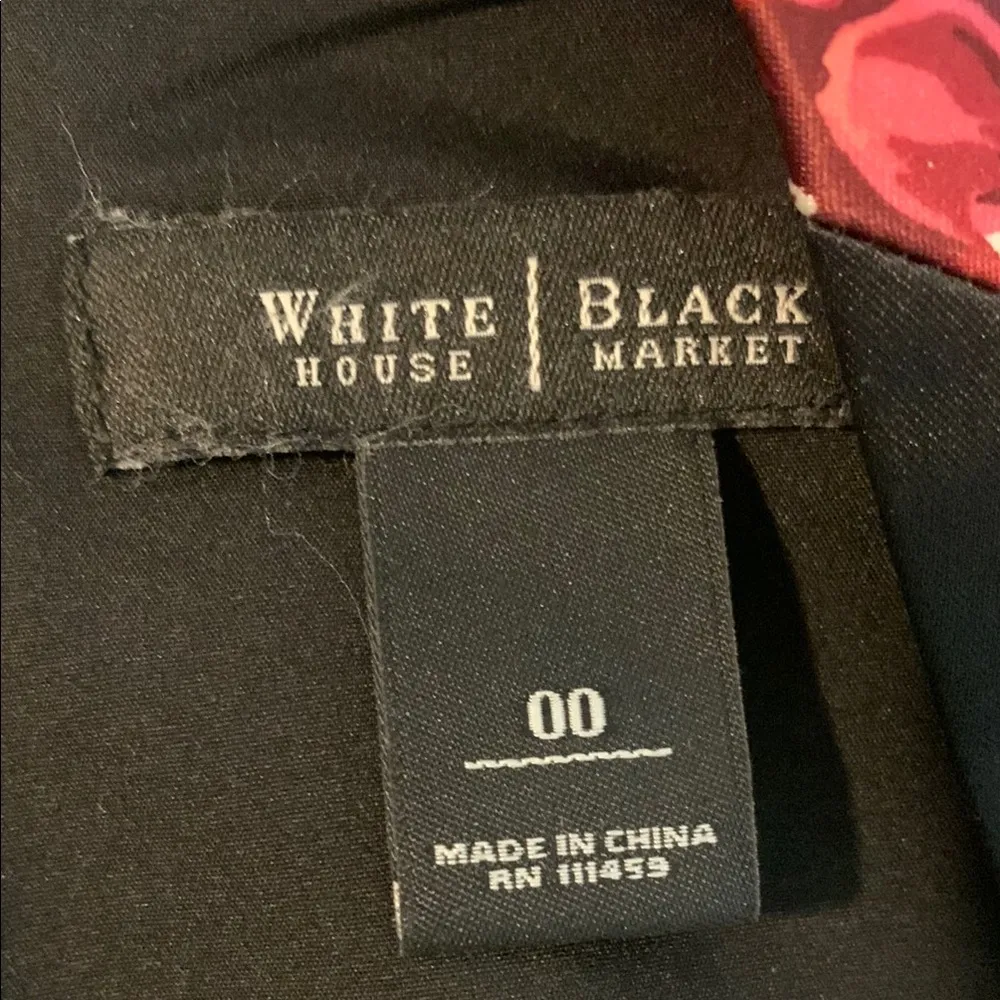 WHITE | BLACK
HOUSE | MARKET
00
MADE IN CHINA
RN 111459